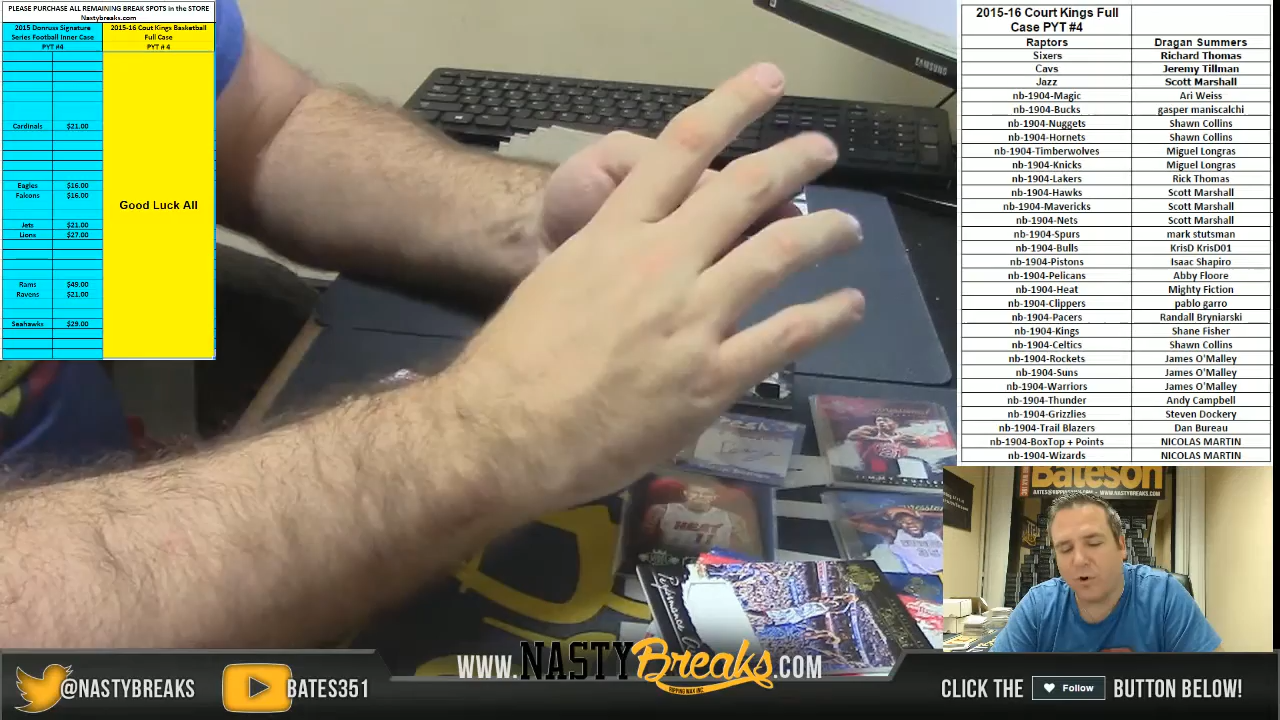 PLEASE PURCHASE ALL REMAINING BREAK SPOTS in the STORE
Nastybreaks.com
2015 Donruss Signature
Series Football Inner Case
PYT #4
2015-16 Court Kings Basketball
Full Case
PYT # 4
Cardinals $21.00
Eagles $16.00
Falcons $16.00
Jets $21.00
Lions $27.00
Rams $49.00
Ravens $21.00
Seahawks $29.00
Good Luck All
SAMSUNG
2015-16 Court Kings Full
Case PYT #4
Raptors Dragan Summers
Sixers Richard Thomas
Cavs Jeremy Tillman
Jazz Scott Marshall
nb-1904-Magic Ari Weiss
nb-1904-Bucks gasper maniscalchi
nb-1904-Nuggets Shawn Collins
nb-1904-Hornets Shawn Collins
nb-1904-Timberwolves Miguel Longras
nb-1904-Knicks Miguel Longras
nb-1904-Lakers Rick Thomas
nb-1904-Hawks Scott Marshall
nb-1904-Mavericks Scott Marshall
nb-1904-Nets Scott Marshall
nb-1904-Spurs mark stutsman
nb-1904-Bulls KrisD KrisD01
nb-1904-Pistons Isaac Shapiro
nb-1904-Pelicans Abby Floore
nb-1904-Heat Mighty Fiction
nb-1904-Clippers pablo garro
nb-1904-Pacers Randall Bryniarski
nb-1904-Kings Shane Fisher
nb-1904-Celtics Shawn Collins
nb-1904-Rockets James O'Malley
nb-1904-Suns James O'Malley
nb-1904-Warriors James O'Malley
nb-1904-Thunder Andy Campbell
nb-1904-Grizzlies Steven Dockery
nb-1904-Trail Blazers Dan Bureau
nb-1904-BoxTop + Points NICOLAS MARTIN
nb-1904-Wizards NICOLAS MARTIN
Bateson
HEAT
@NASTYBREAKS
BATES351
WWW.NASTYBreaks.COM
RIPPING WAX INC
CLICK THE Follow BUTTON BELOW!